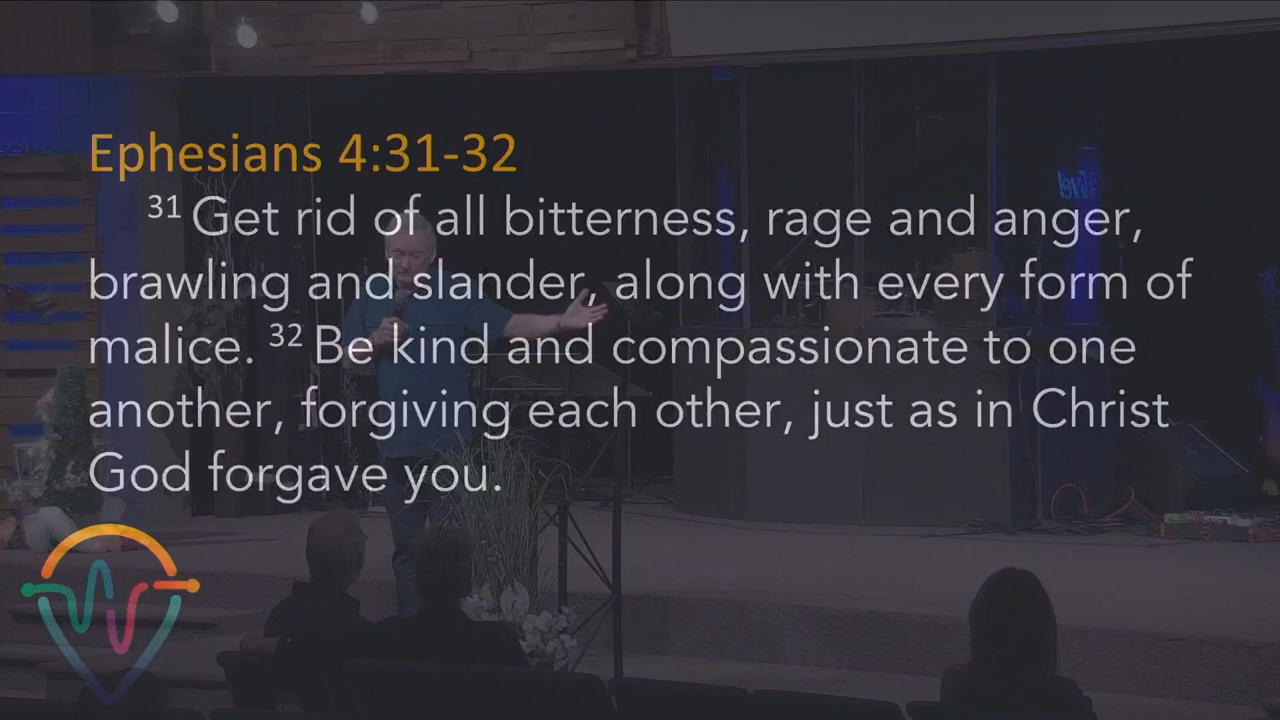 Ephesians 4:31-32
31 Get rid of all bitterness, rage and anger,
brawling and slander, along with every form of
malice. 32 Be kind and compassionate to one
another, forgiving each other, just as in Christ
God forgave you.